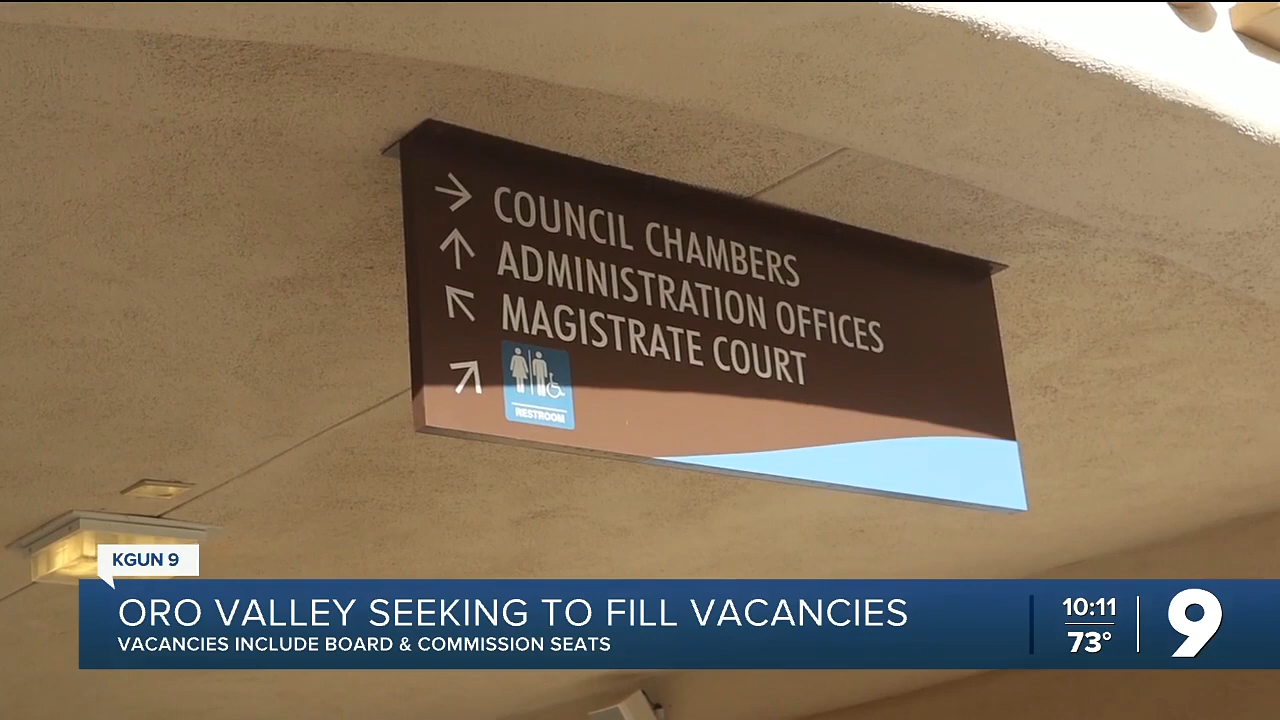 → COUNCIL CHAMBERS
↑ ADMINISTRATION OFFICES
↖ MAGISTRATE COURT
↗ RESTROOM
KGUN 9
ORO VALLEY SEEKING TO FILL VACANCIES
VACANCIES INCLUDE BOARD & COMMISSION SEATS
10:11
73°
9